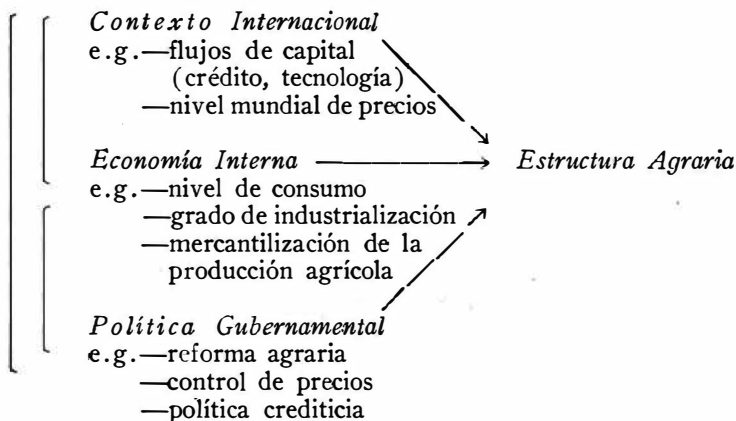 Contexto Internacional
e.g.—flujos de capital
(crédito, tecnología)
—nivel mundial de precios
Economía Interna
Estructura Agraria
e.g.—nivel de consumo
—grado de industrialización
—mercantilización de la
producción agrícola
Política Gubernamental
e.g.—reforma agraria
—control de precios
—política crediticia